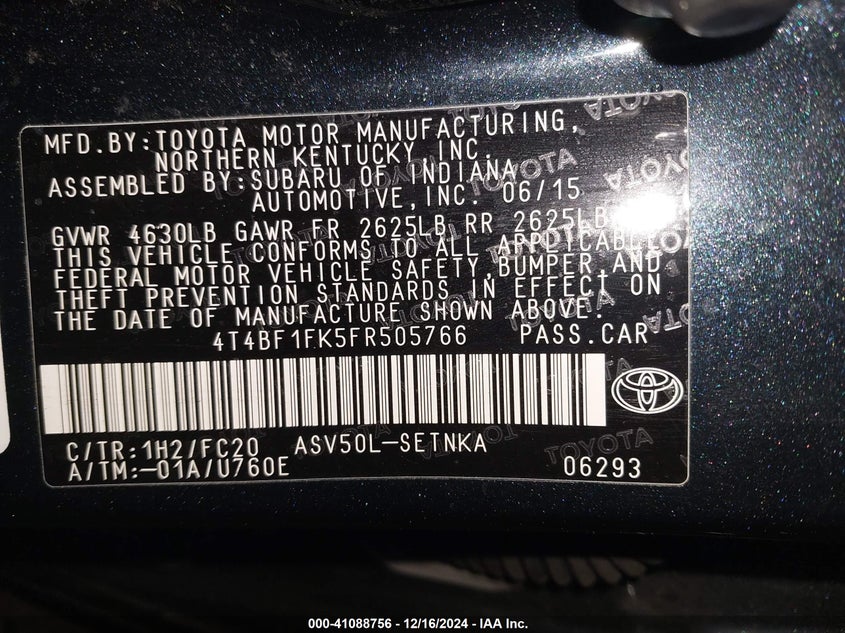 MFD.BY:TOYOTA MOTOR MANUFACTURING,
NORTHERN KENTUCKY,INC.
ASSEMBLED BY:SUBARU OF INDIANA
AUTOMOTIVE,INC. 06/15
GVWR 4630LB GAWR FR 2625LB RR 2625LB
THIS VEHICLE CONFORMS TO ALL APPLICABLE
FEDERAL MOTOR VEHICLE SAFETY,BUMPER,AND
THEFT PREVENTION STANDARDS IN EFFECT ON
THE DATE OF MANUFACTURE SHOWN ABOVE.
4T4BF1FK5FR505766 PASS.CAR
C/TR:1H2/FC20 ASV50L-SETNKA
A/TM:-01A/U760E 06293
TOYOTA
000-41088756 - 12/16/2024 - IAA Inc.